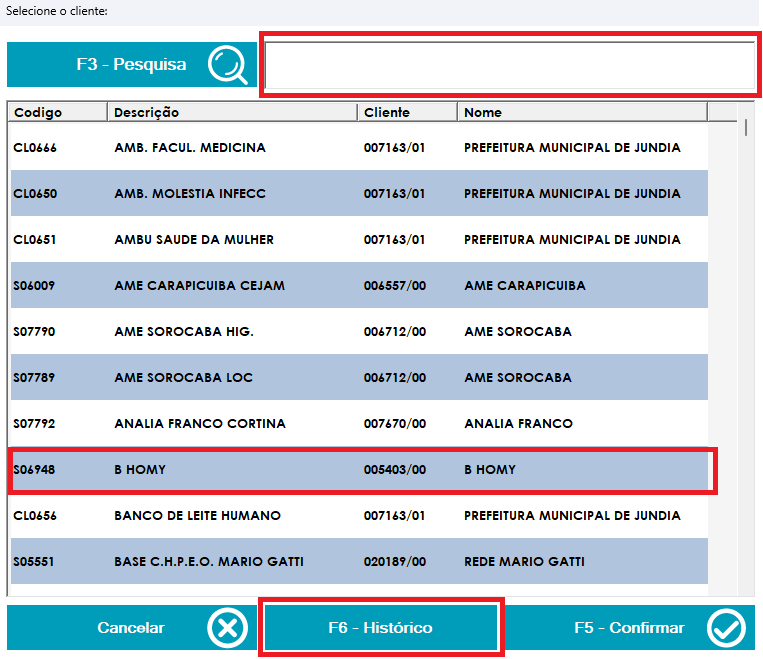 Selecione o cliente:
F3 - Pesquisa
Codigo Descrição Cliente Nome
CL0666 AMB. FACUL. MEDICINA 007163/01 PREFEITURA MUNICIPAL DE JUNDIA
CL0650 AMB. MOLESTIA INFECC 007163/01 PREFEITURA MUNICIPAL DE JUNDIA
CL0651 AMBU SAUDE DA MULHER 007163/01 PREFEITURA MUNICIPAL DE JUNDIA
S06009 AME CARAPICUIBA CEJAM 006557/00 AME CARAPICUIBA
S07790 AME SOROCABA HIG. 006712/00 AME SOROCABA
S07789 AME SOROCABA LOC 006712/00 AME SOROCABA
S07792 ANALIA FRANCO CORTINA 007670/00 ANALIA FRANCO
S06948 B HOMY 005403/00 B HOMY
CL0656 BANCO DE LEITE HUMANO 007163/01 PREFEITURA MUNICIPAL DE JUNDIA
S05551 BASE C.H.P.E.O. MARIO GATTI 020189/00 REDE MARIO GATTI
Cancelar F6 - Histórico F5 - Confirmar